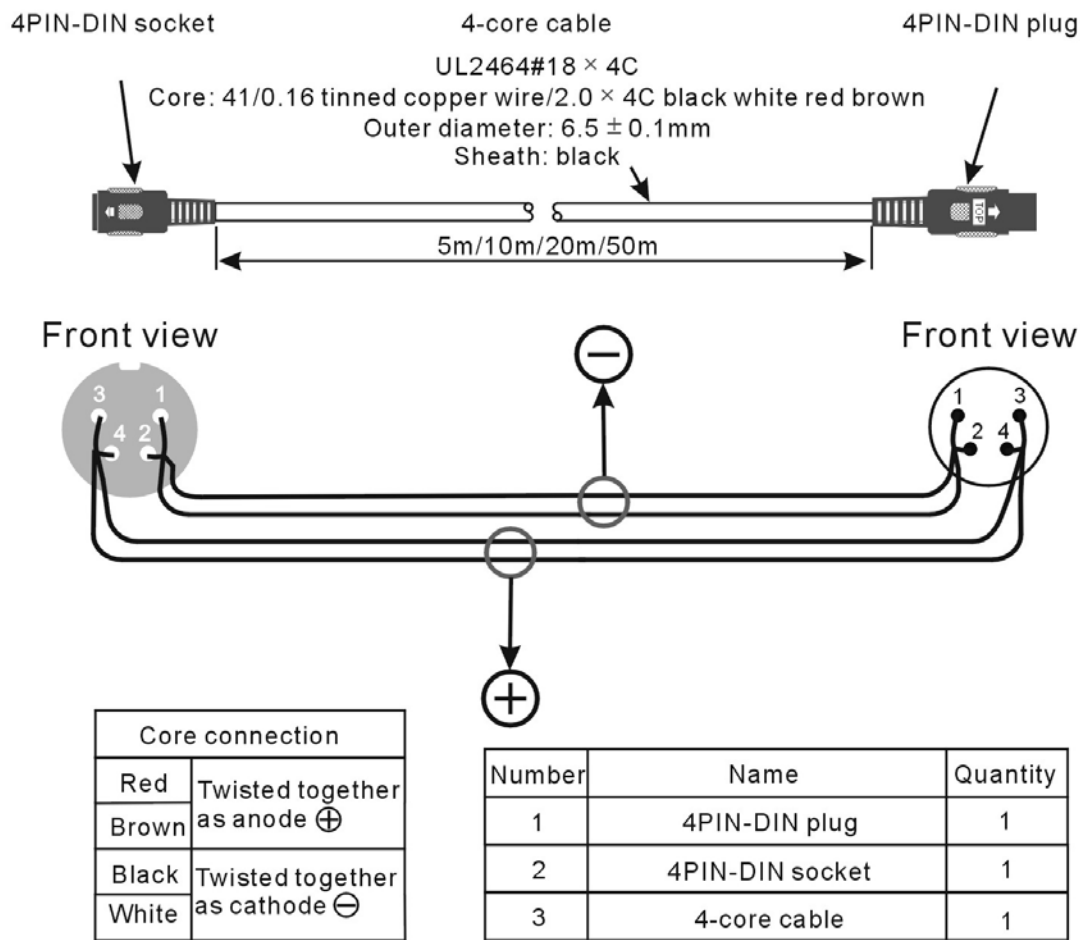 4PIN-DIN socket
4-core cable
4PIN-DIN plug
UL2464#18 × 4C
Core: 41/0.16 tinned copper wire/2.0 × 4C black white red brown
Outer diameter: 6.5 ± 0.1mm
Sheath: black
TOP
5m/10m/20m/50m
Front view
Front view
3 1
4 2
1 3
2 4
Core connection
Red
Brown
Twisted together
as anode ⊕
Black
White
Twisted together
as cathode ⊖
Number Name Quantity
1 4PIN-DIN plug 1
2 4PIN-DIN socket 1
3 4-core cable 1